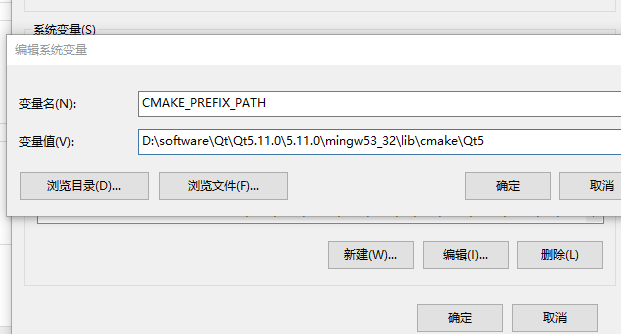 系统变量(S)
编辑系统变量
变量名(N):
CMAKE_PREFIX_PATH
变量值(V):
D:\software\Qt\Qt5.11.0\5.11.0\mingw53_32\lib\cmake\Qt5
浏览目录(D)...
浏览文件(F)...
确定
取消
新建(W)...
编辑(I)...
删除(L)
确定
取消